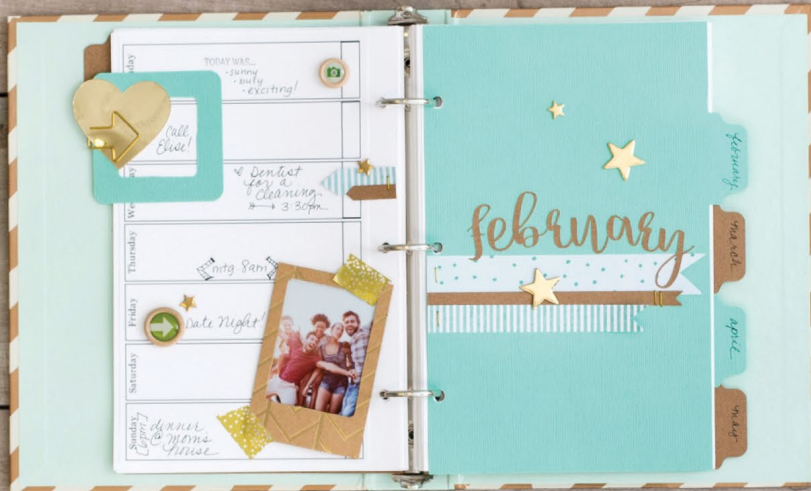 TODAY WAS...
• sunny
• busy
• exciting!
Call
Elise!
Dentist
for a
Cleaning
3:30pm
Thursday
mtg 8am
Friday
Date Night!
Saturday
Sunday
[6pm]
dinner
@ Mom's
house
february
february
march
april
may